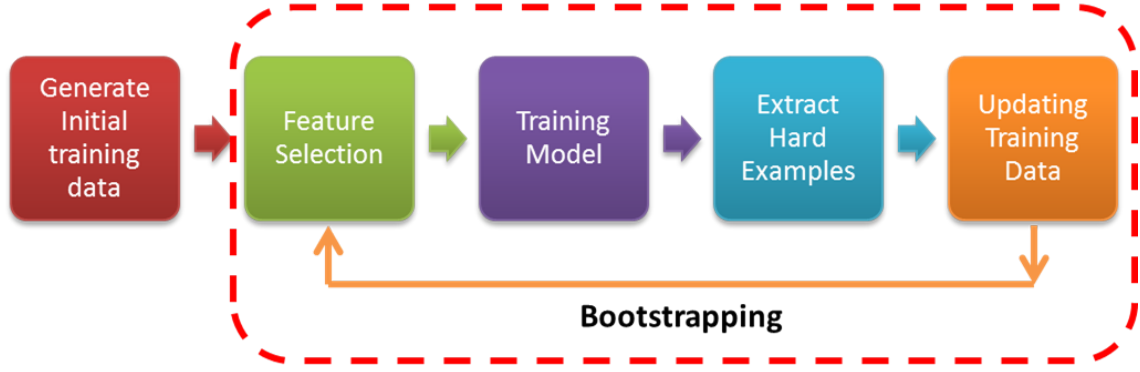 Generate
Initial
training
data
Feature
Selection
Training
Model
Extract
Hard
Examples
Updating
Training
Data
Bootstrapping